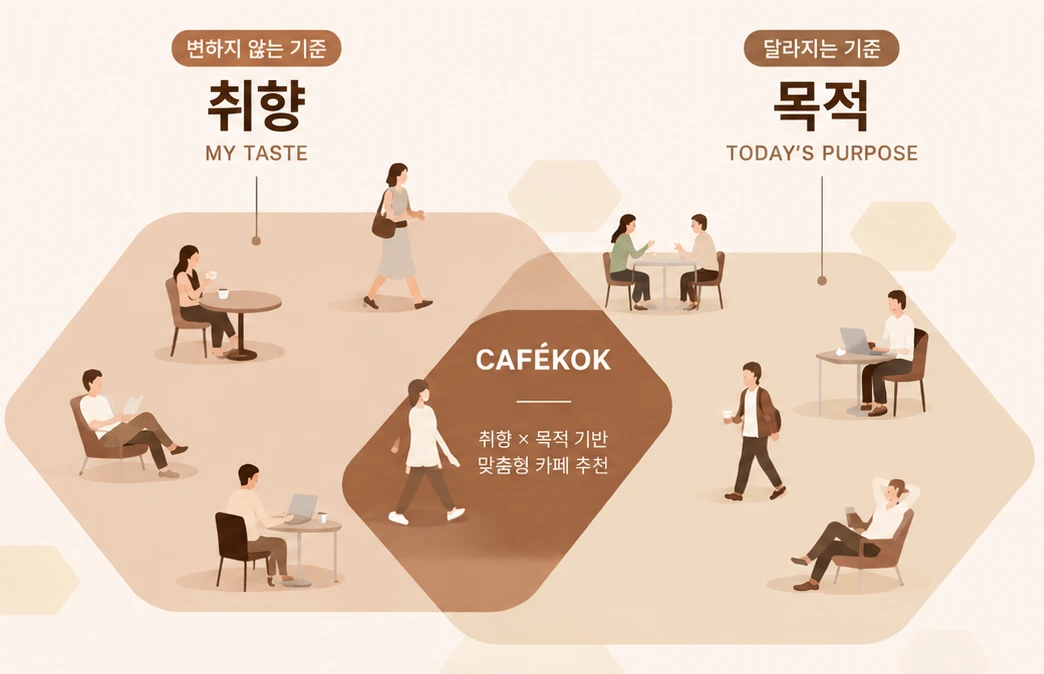 변하지 않는 기준
취향
MY TASTE
달라지는 기준
목적
TODAY'S PURPOSE
CAFÉKOK
취향 × 목적 기반
맞춤형 카페 추천